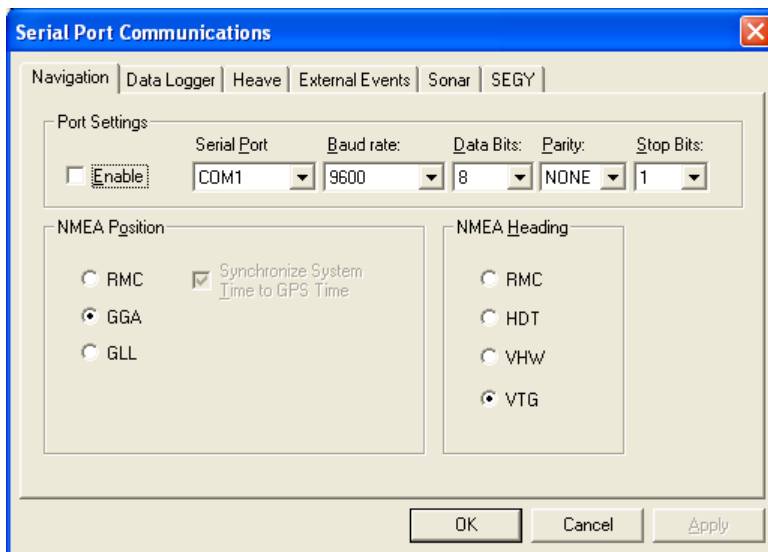 Serial Port Communications
Navigation Data Logger Heave External Events Sonar SEGY
Port Settings
Serial Port Baud rate: Data Bits: Parity: Stop Bits:
Enable COM1 9600 8 NONE 1
NMEA Position NMEA Heading
RMC Synchronize System RMC
Time to GPS Time
GGA HDT
GLL VHW
VTG
OK Cancel Apply